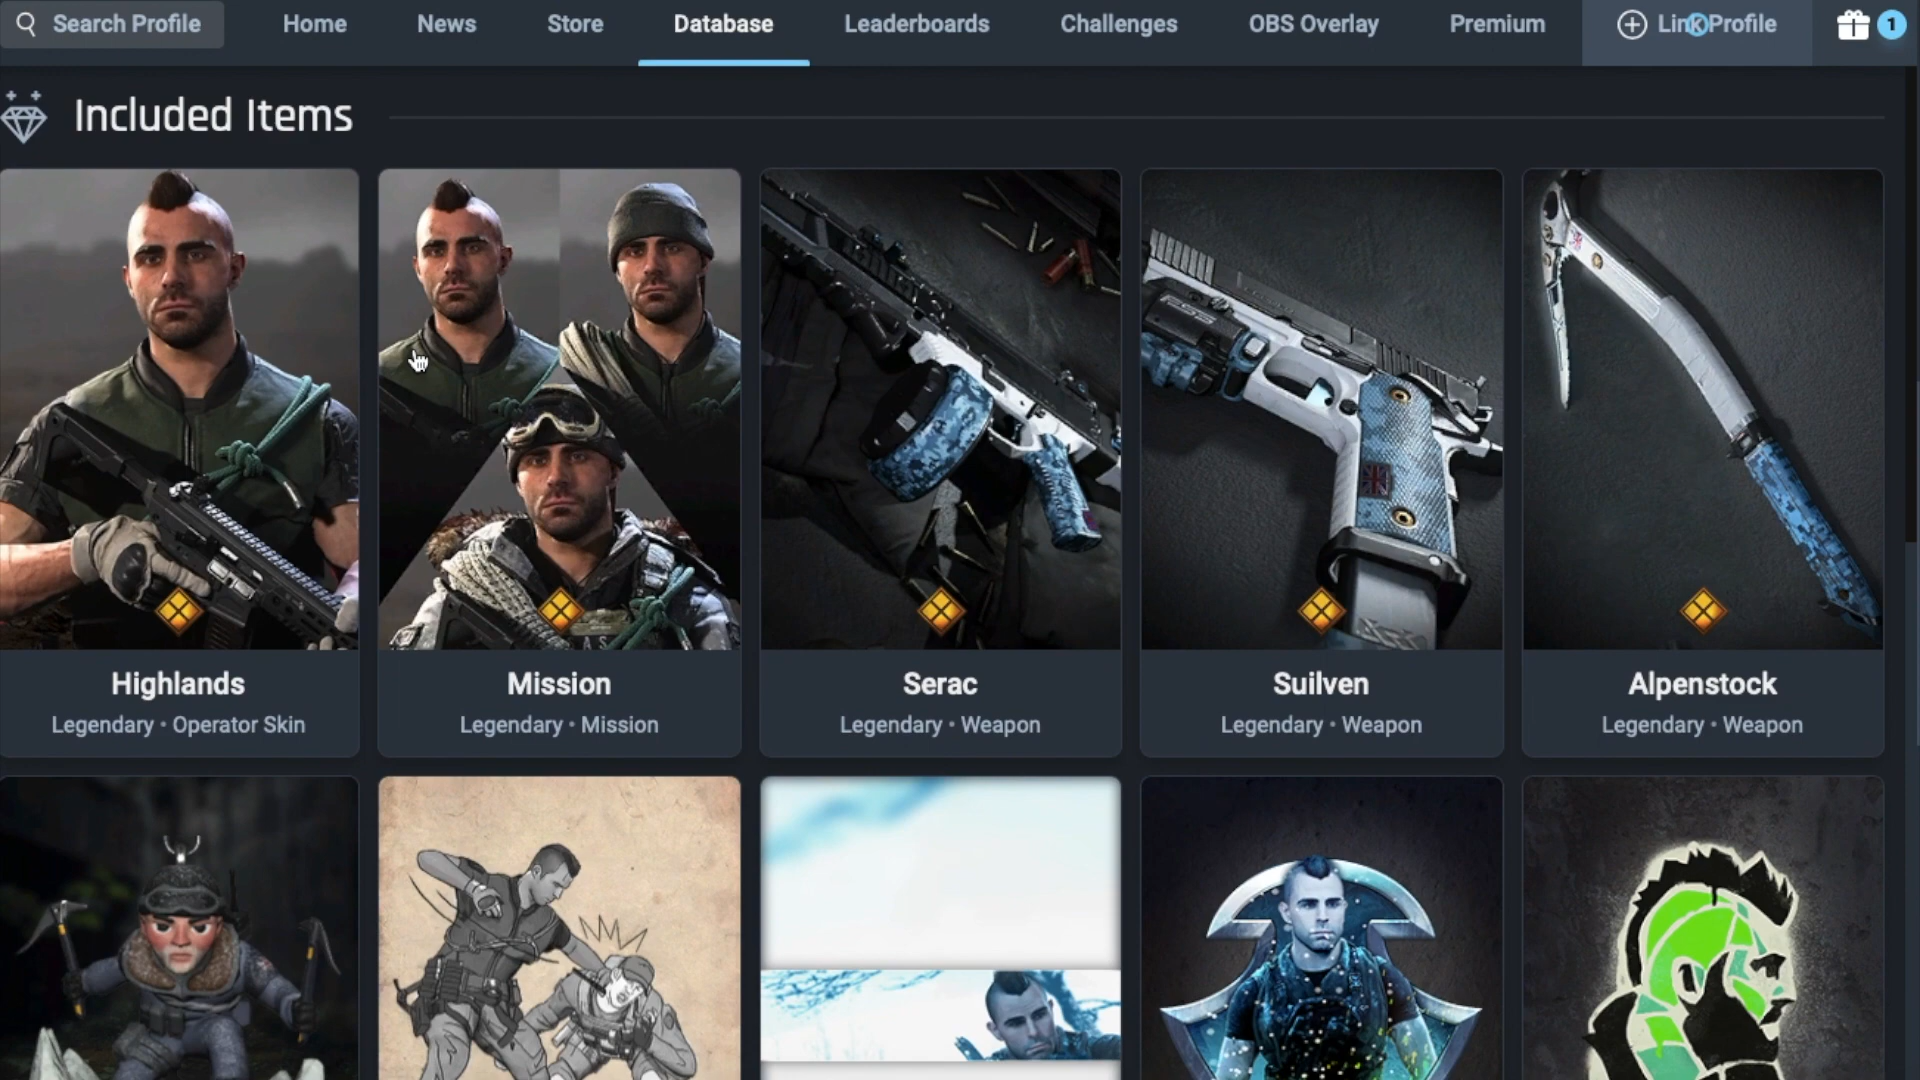 Search Profile
Home
News
Store
Database
Leaderboards
Challenges
OBS Overlay
Premium
Link Profile
1
Included Items
Highlands
Legendary • Operator Skin
Mission
Legendary • Mission
Serac
Legendary • Weapon
Suilven
Legendary • Weapon
Alpenstock
Legendary • Weapon